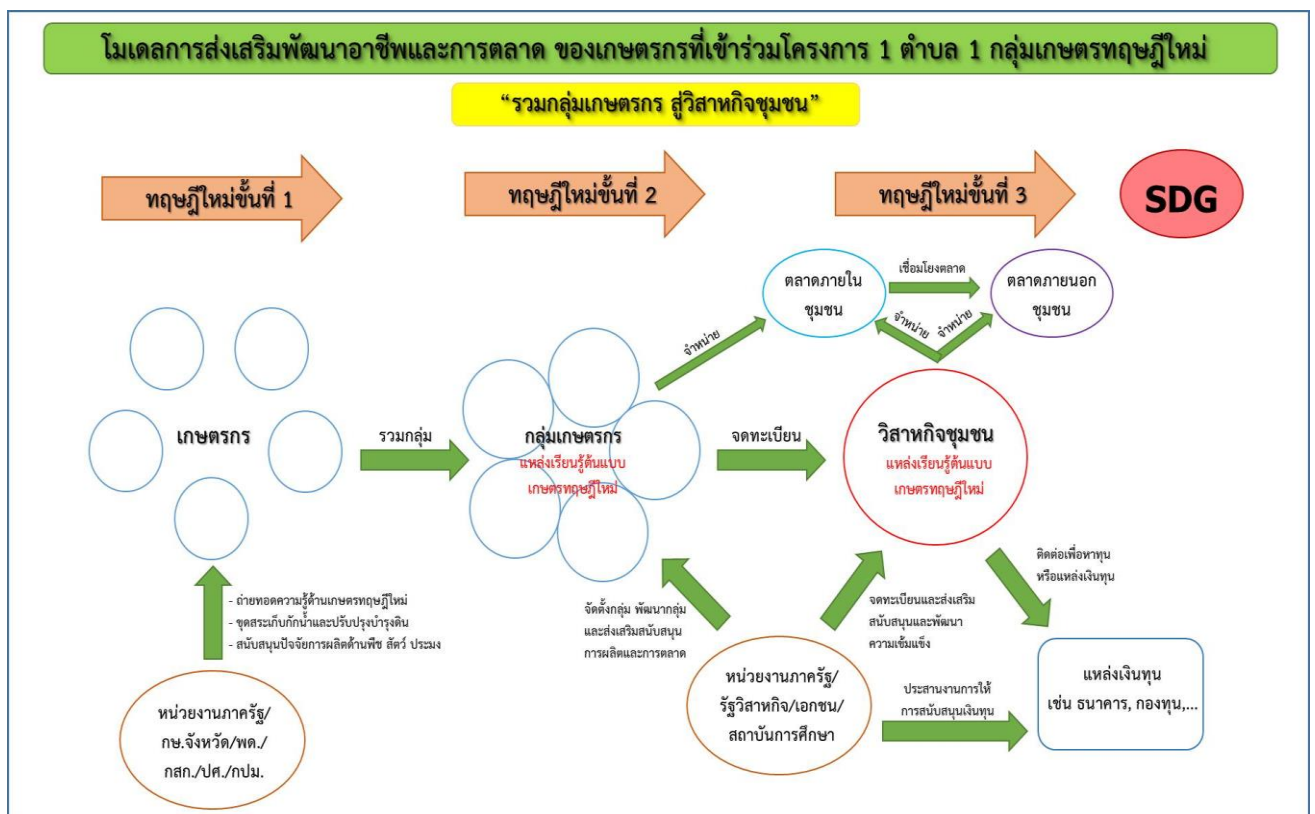 โมเดลการส่งเสริมพัฒนาอาชีพและการตลาด ของเกษตรกรที่เข้าร่วมโครงการ 1 ตำบล 1 กลุ่มเกษตรทฤษฎีใหม่
“รวมกลุ่มเกษตรกร สู่วิสาหกิจชุมชน”
ทฤษฎีใหม่ขั้นที่ 1
ทฤษฎีใหม่ขั้นที่ 2
ทฤษฎีใหม่ขั้นที่ 3
SDG
ตลาดภายใน
ชุมชน
เชื่อมโยงตลาด
ตลาดภายนอก
ชุมชน
จำหน่าย
จำหน่าย
จำหน่าย
เกษตรกร
รวมกลุ่ม
กลุ่มเกษตรกร
แหล่งเรียนรู้ต้นแบบ
เกษตรทฤษฎีใหม่
จดทะเบียน
วิสาหกิจชุมชน
แหล่งเรียนรู้ต้นแบบ
เกษตรทฤษฎีใหม่
- ถ่ายทอดความรู้ด้านเกษตรทฤษฎีใหม่
- ขุดสระเก็บกักน้ำและปรับปรุงบำรุงดิน
- สนับสนุนปัจจัยการผลิตด้านพืช สัตว์ ประมง
จัดตั้งกลุ่ม พัฒนากลุ่ม
และส่งเสริมสนับสนุน
การผลิตและการตลาด
จดทะเบียนและส่งเสริม
สนับสนุนและพัฒนา
ความเข้มแข็ง
ติดต่อเพื่อหาทุน
หรือแหล่งเงินทุน
หน่วยงานภาครัฐ/
กษ.จังหวัด/พด./
กสก./ปศ./กปม.
หน่วยงานภาครัฐ/
รัฐวิสาหกิจ/เอกชน/
สถาบันการศึกษา
ประสานงานการให้
การสนับสนุนเงินทุน
แหล่งเงินทุน
เช่น ธนาคาร, กองทุน,...